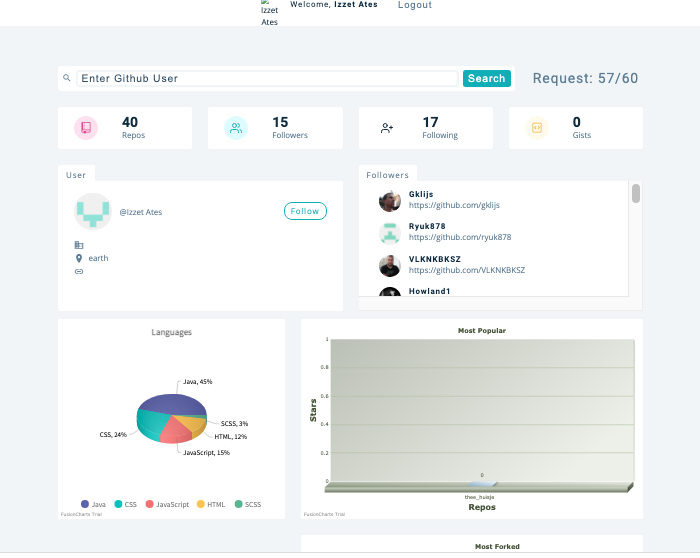 Izzet
Ates
Welcome, Izzet Ates
Logout
Enter Github User
Search
Request: 57/60
40
Repos
15
Followers
17
Following
0
Gists
User
@Izzet Ates
Follow
earth
Followers
Gklijs
https://github.com/gklijs
Ryuk878
https://github.com/ryuk878
VLKNKBKSZ
https://github.com/VLKNKBKSZ
Howland1
Languages
Java, 45%
SCSS, 3%
CSS, 24%
HTML, 12%
JavaScript, 15%
Java
CSS
JavaScript
HTML
SCSS
FusionCharts Trial
Most Popular
Stars
1
0.8
0.6
0.4
0.2
0
0
thee_huisje
Repos
FusionCharts Trial
Most Forked